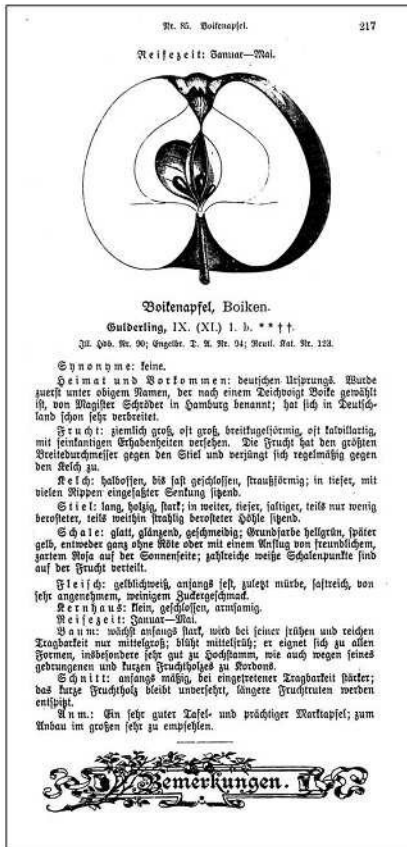 Nr. 85. Boikenapfel. 217
Reifezeit: Januar—Mai.
Boikenapfel, Boiken.
Gulderling, IX. (XI.) 1. b. * * † †.
Ill. Hdb. Nr. 90; Engelbr. D. A. Nr. 94; Reutl. Kat. Nr. 123.
Synonyme: keine.
Heimat und Vorkommen: deutschen Ursprungs. Wurde
zuerst unter obigem Namen, der nach einem Deichvogt Boike gewählt
ist, von Magister Schröder in Hamburg benannt; hat sich in Deutsch-
land schon sehr verbreitet.
Frucht: ziemlich groß, oft groß, breitkugelförmig, oft kalvillartig,
mit feinkantigen Erhabenheiten versehen. Die Frucht hat den größten
Breitedurchmesser gegen den Stiel und verjüngt sich regelmäßig gegen
den Kelch zu.
Kelch: halboffen, bis fast geschlossen, straußförmig; in tiefer, mit
vielen Rippen eingefaßter Senkung sitzend.
Stiel: lang, holzig, stark; in weiter, tiefer, faltiger, teils nur wenig
berosteter, teils weithin strahlig berosteter Höhle sitzend.
Schale: glatt, glänzend, geschmeidig; Grundfarbe hellgrün, später
gelb, entweder ganz ohne Röte oder mit einem Anflug von freundlichem,
zartem Rosa auf der Sonnenseite; zahlreiche weiße Schalenpunkte sind
auf der Frucht verteilt.
Fleisch: gelblichweiß, anfangs fest, zuletzt mürbe, saftreich, von
sehr angenehmem, weinigem Zuckergeschmack.
Kernhaus: klein, geschlossen, armsamig.
Reifezeit: Januar—Mai.
Baum: wächst anfangs stark, wird bei seiner frühen und reichen
Tragbarkeit nur mittelgroß; blüht mittelfrüh; er eignet sich zu allen
Formen, insbesondere sehr gut zu Hochstamm, wie auch wegen seines
gedrungenen und kurzen Fruchtholzes zu Kordons.
Schnitt: anfangs mäßig, bei eingetretener Tragbarkeit stärker;
das kurze Fruchtholz bleibt unversehrt, längere Fruchtruten werden
entspitzt.
Anm.: Ein sehr guter Tafel- und prächtiger Marktapfel; zum
Anbau im großen sehr zu empfehlen.
Bemerkungen.